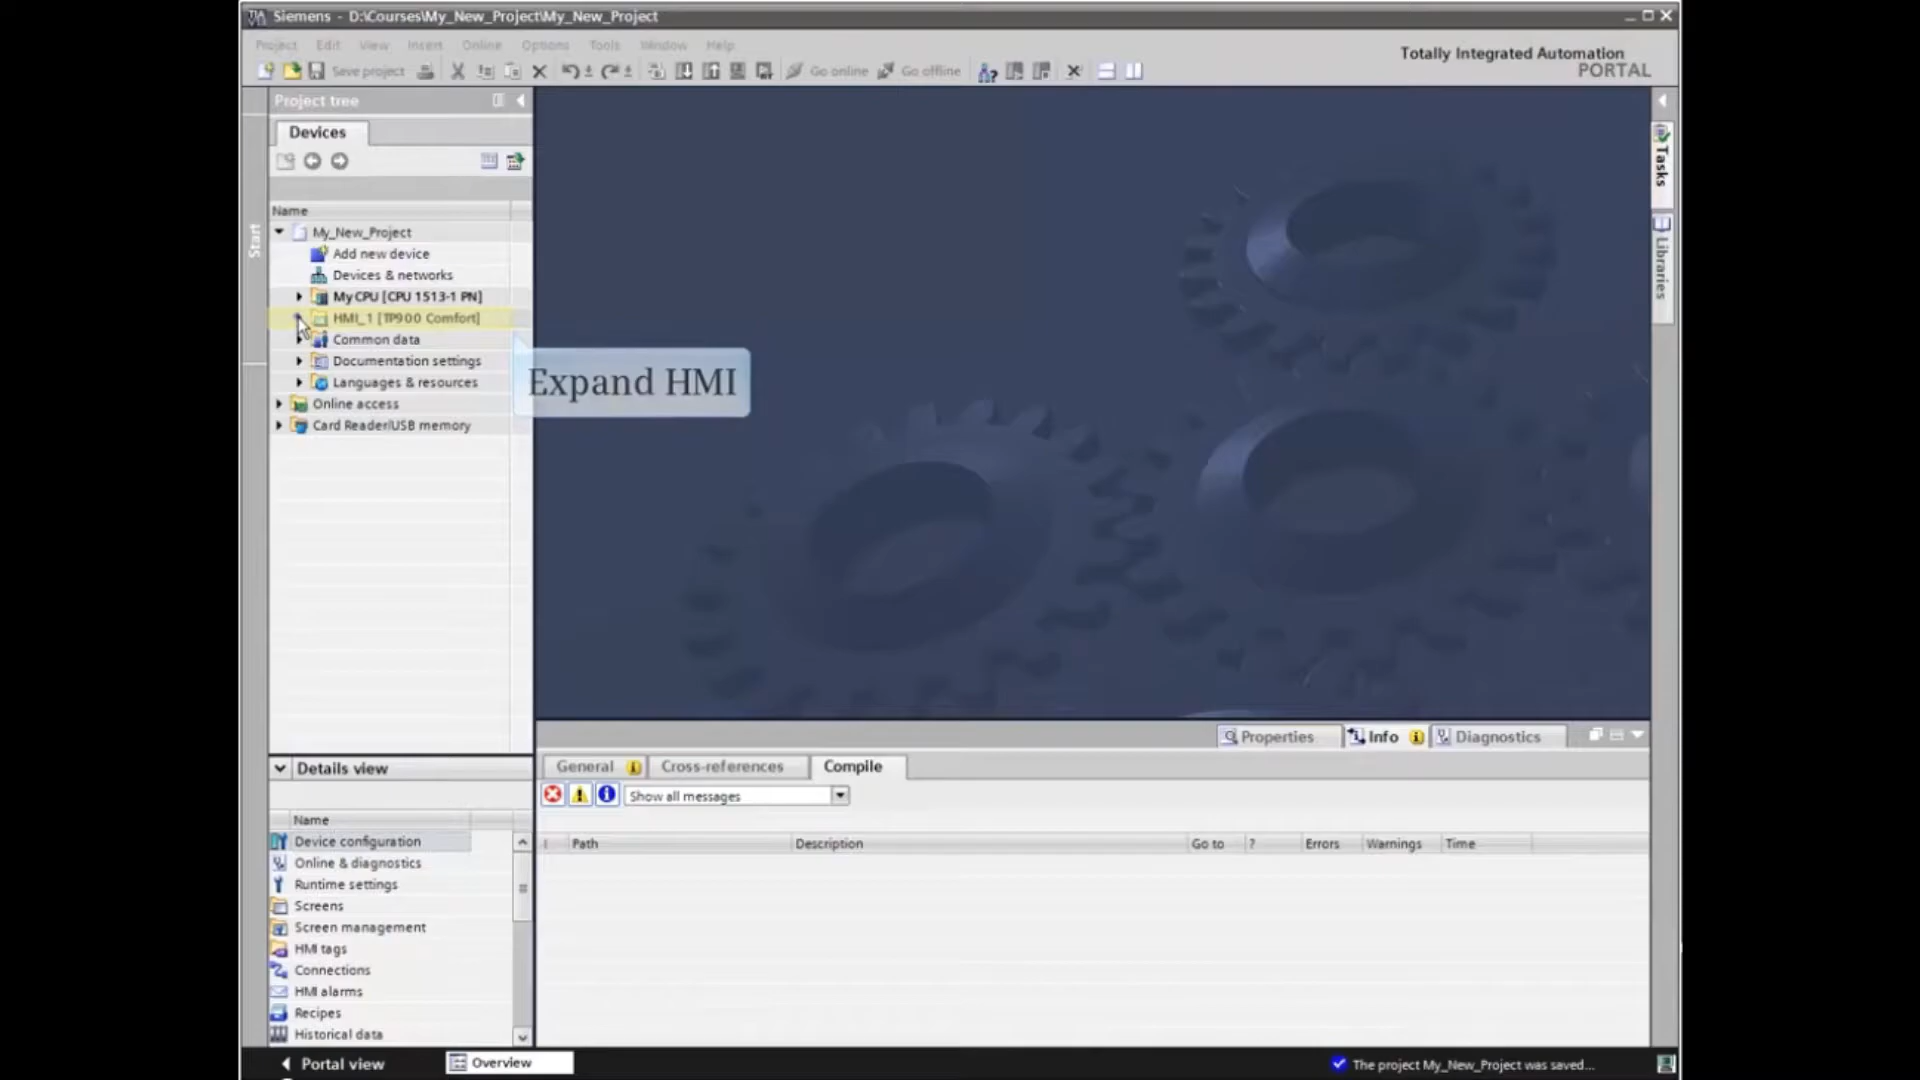 Siemens - D:\Courses\My_New_Project\My_New_Project
Project Edit View Insert Online Options Tools Window Help
Totally Integrated Automation
PORTAL
Save project Go online Go offline
Project tree
Devices
Name
My_New_Project
Add new device
Devices & networks
My CPU [CPU 1513-1 PN]
HMI_1 [TP900 Comfort]
Common data
Documentation settings
Languages & resources
Online access
Card Reader/USB memory
Start
Expand HMI
Tasks
Libraries
Properties Info Diagnostics
General Cross-references Compile
Show all messages
! Path Description Go to ? Errors Warnings Time
Details view
Name
Device configuration
Online & diagnostics
Runtime settings
Screens
Screen management
HMI tags
Connections
HMI alarms
Recipes
Historical data
Portal view Overview The project My_New_Project was saved...